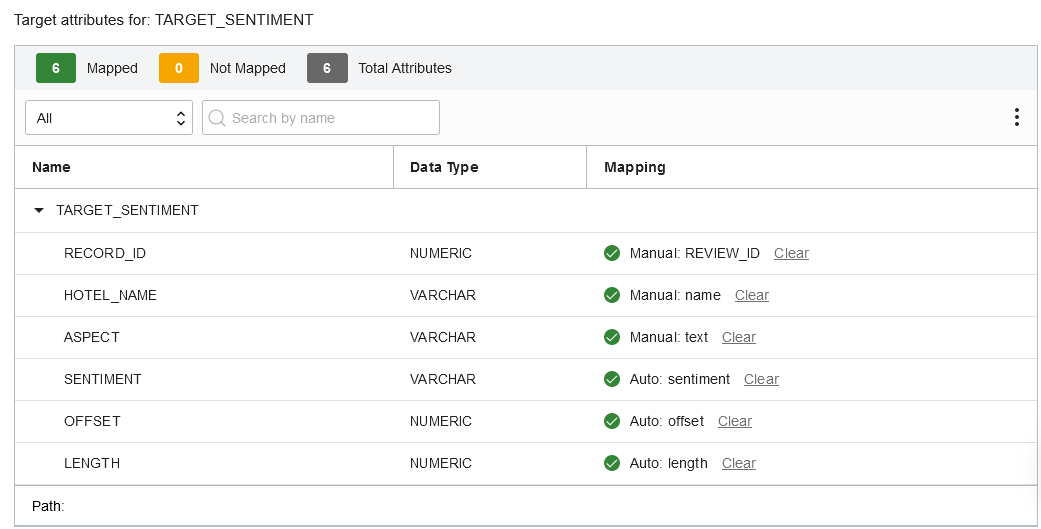 Target attributes for: TARGET_SENTIMENT
6 Mapped 0 Not Mapped 6 Total Attributes
All Search by name
Name Data Type Mapping
TARGET_SENTIMENT
RECORD_ID NUMERIC Manual: REVIEW_ID Clear
HOTEL_NAME VARCHAR Manual: name Clear
ASPECT VARCHAR Manual: text Clear
SENTIMENT VARCHAR Auto: sentiment Clear
OFFSET NUMERIC Auto: offset Clear
LENGTH NUMERIC Auto: length Clear
Path: